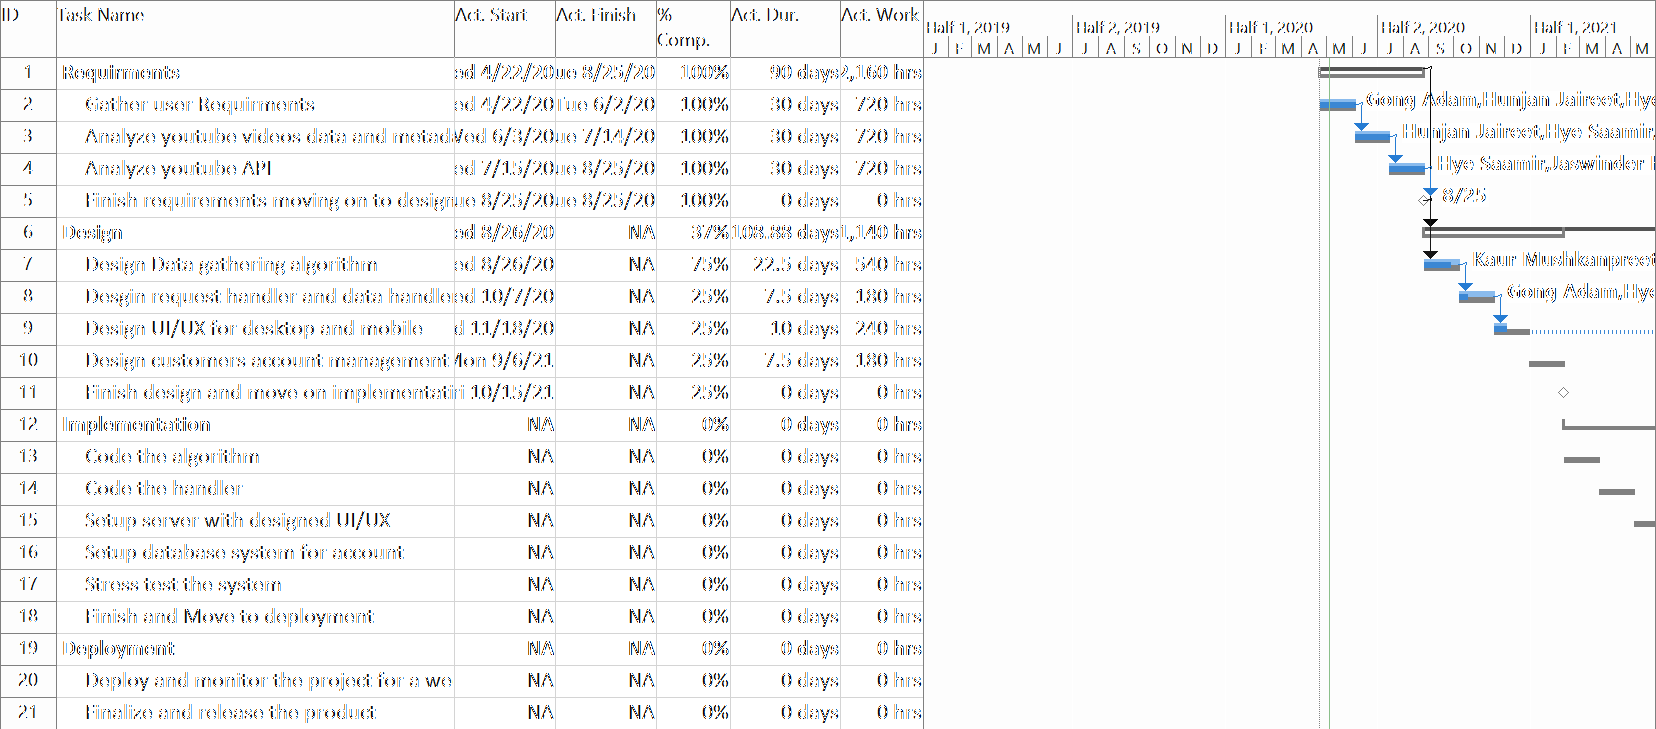 ID Task Name Act. Start Act. Finish % Comp. Act. Dur. Act. Work
Half 1, 2019 Half 2, 2019 Half 1, 2020 Half 2, 2020 Half 1, 2021
J F M A M J J A S O N D J F M A M J J A S O N D J F M A M
1 Requirments ed 4/22/20 ue 8/25/20 100% 90 days 2,160 hrs
2 Gather user Requirments ed 4/22/20 Tue 6/2/20 100% 30 days 720 hrs Gong Adam,Hunjan Jaireet,Hye
3 Analyze youtube videos data and metad Wed 6/3/20 ue 7/14/20 100% 30 days 720 hrs Hunjan Jaireet,Hye Saamir,
4 Analyze youtube API ed 7/15/20 ue 8/25/20 100% 30 days 720 hrs Hye Saamir,Jaswinder
5 Finish requirements moving on to design ue 8/25/20 ue 8/25/20 100% 0 days 0 hrs 8/25
6 Design ed 8/26/20 NA 37% 108.88 days 1,140 hrs
7 Design Data gathering algorithm ed 8/26/20 NA 75% 22.5 days 540 hrs Kaur Mushkanpreet
8 Desgin request handler and data handle ed 10/7/20 NA 25% 7.5 days 180 hrs Gong Adam,Hye
9 Design UI/UX for desktop and mobile d 11/18/20 NA 25% 10 days 240 hrs
10 Design customers account management Mon 9/6/21 NA 25% 7.5 days 180 hrs
11 Finish design and move on implementati ri 10/15/21 NA 25% 0 days 0 hrs
12 Implementation NA NA 0% 0 days 0 hrs
13 Code the algorithm NA NA 0% 0 days 0 hrs
14 Code the handler NA NA 0% 0 days 0 hrs
15 Setup server with designed UI/UX NA NA 0% 0 days 0 hrs
16 Setup database system for account NA NA 0% 0 days 0 hrs
17 Stress test the system NA NA 0% 0 days 0 hrs
18 Finish and Move to deployment NA NA 0% 0 days 0 hrs
19 Deployment NA NA 0% 0 days 0 hrs
20 Deploy and monitor the project for a we NA NA 0% 0 days 0 hrs
21 Finalize and release the product NA NA 0% 0 days 0 hrs